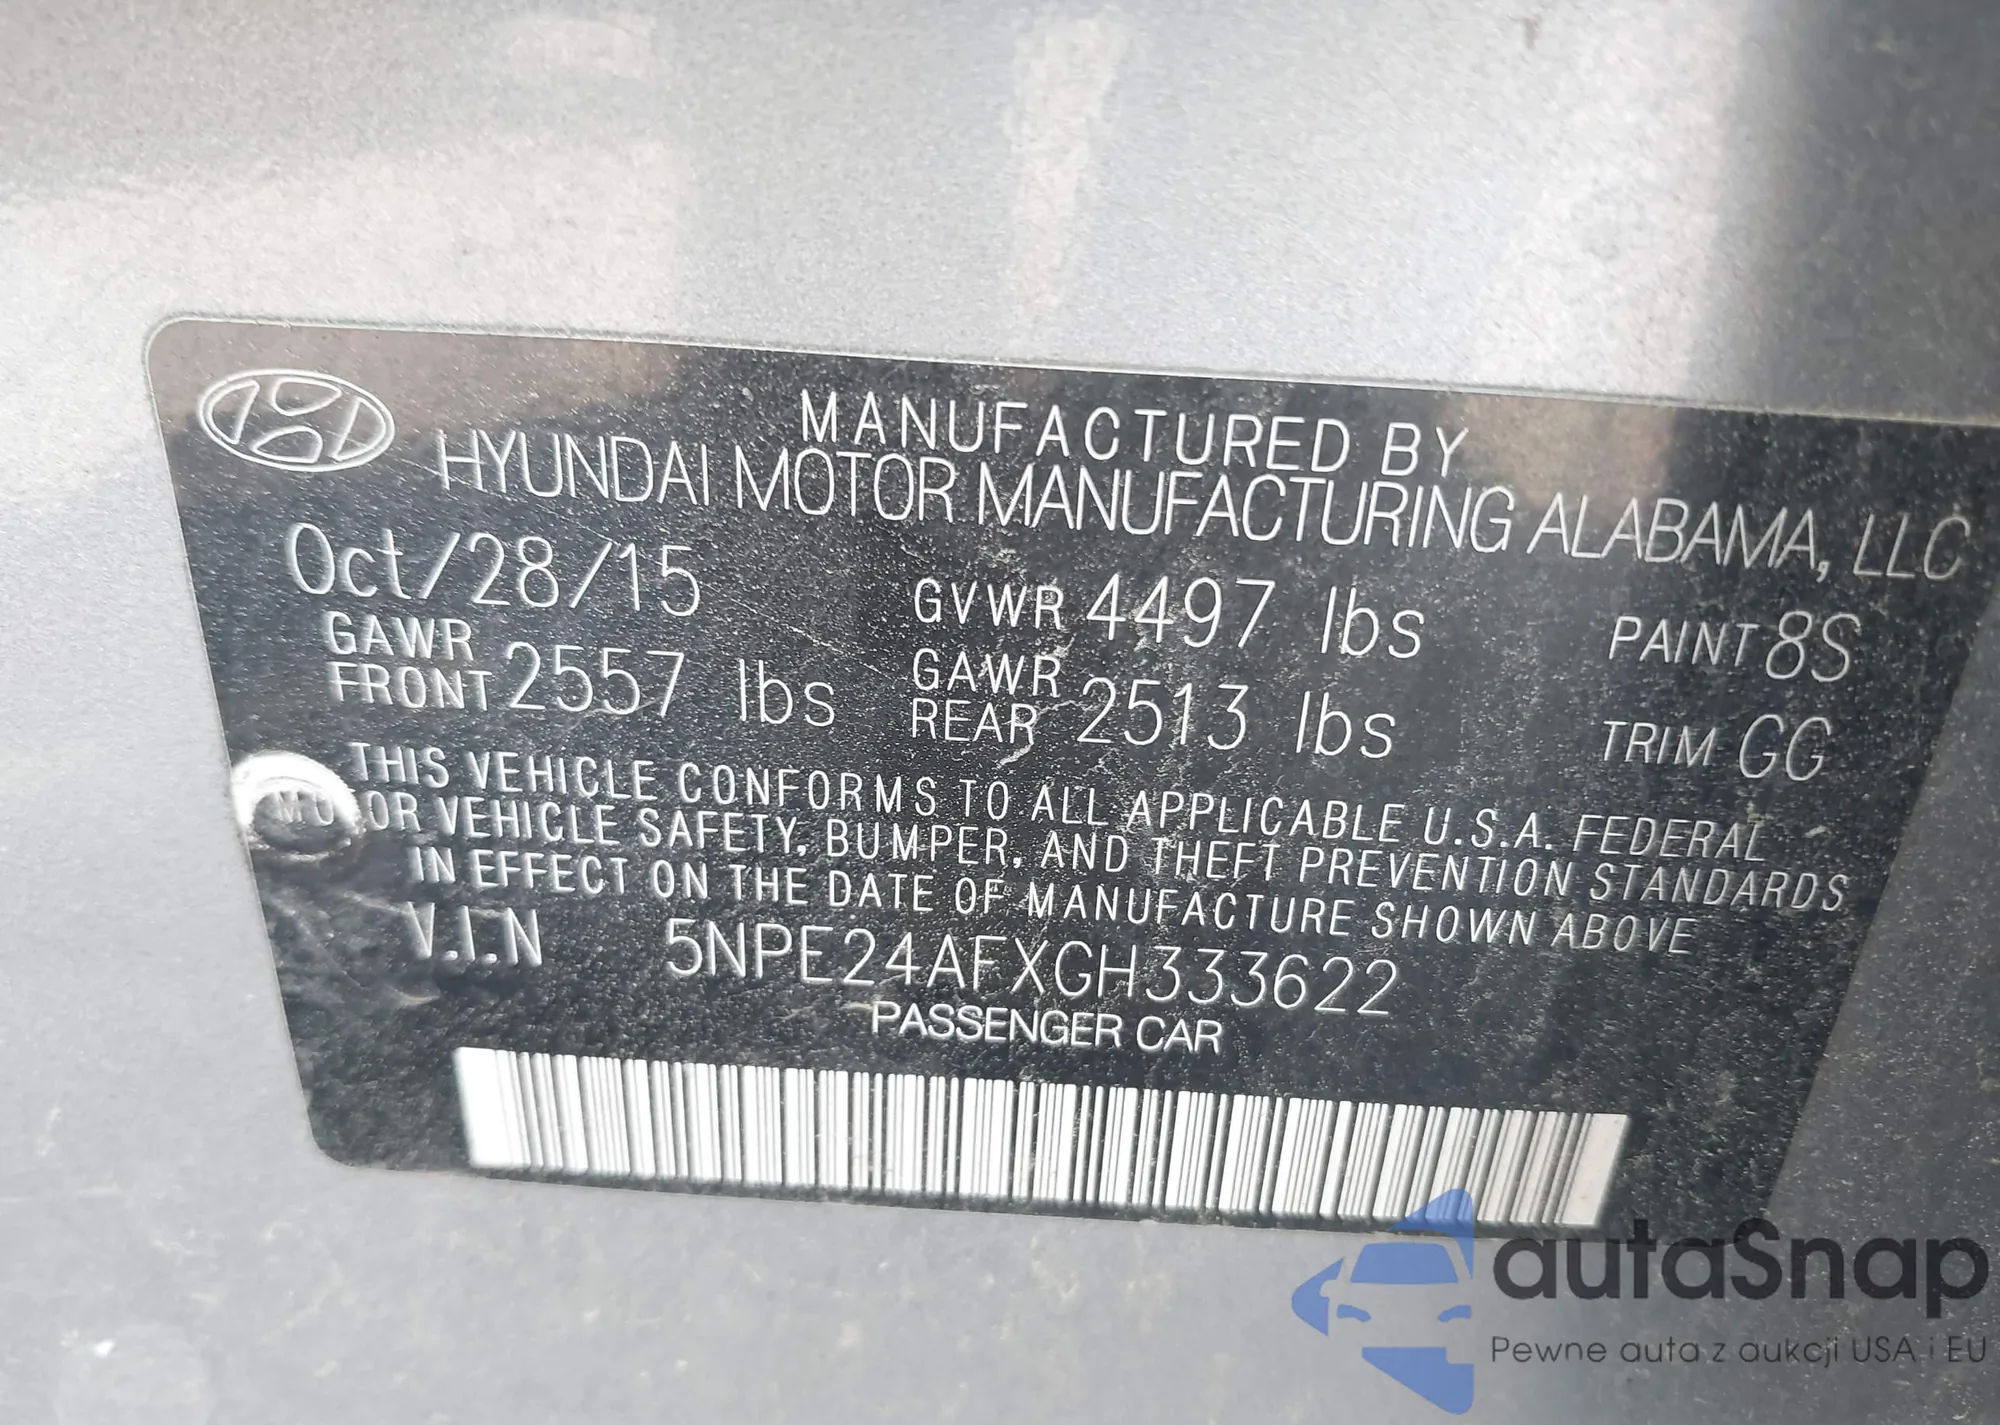 MANUFACTURED BY
HYUNDAI MOTOR MANUFACTURING ALABAMA, LLC
Oct/28/15 GVWR 4497 lbs PAINT 8S
GAWR FRONT 2557 lbs GAWR REAR 2513 lbs TRIM GG
THIS VEHICLE CONFORMS TO ALL APPLICABLE U.S.A. FEDERAL
MOTOR VEHICLE SAFETY, BUMPER, AND THEFT PREVENTION STANDARDS
IN EFFECT ON THE DATE OF MANUFACTURE SHOWN ABOVE
V.I.N 5NPE24AFXGH333622
PASSENGER CAR
autaSnap
Pewne auta z aukcji USA i EU